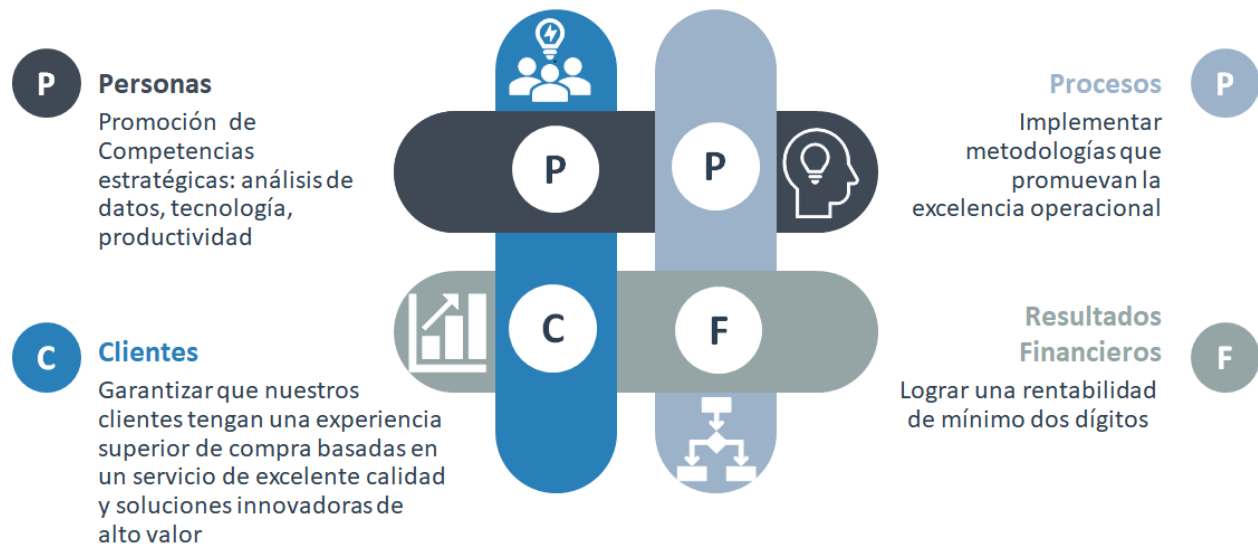 P
Personas
Promoción de
Competencias
estratégicas: análisis de
datos, tecnología,
productividad
P
P
Procesos
P
Implementar
metodologías que
promuevan la
excelencia operacional
C
Clientes
Garantizar que nuestros
clientes tengan una experiencia
superior de compra basadas en
un servicio de excelente calidad
y soluciones innovadoras de
alto valor
C
F
Resultados
Financieros
F
Lograr una rentabilidad
de mínimo dos dígitos